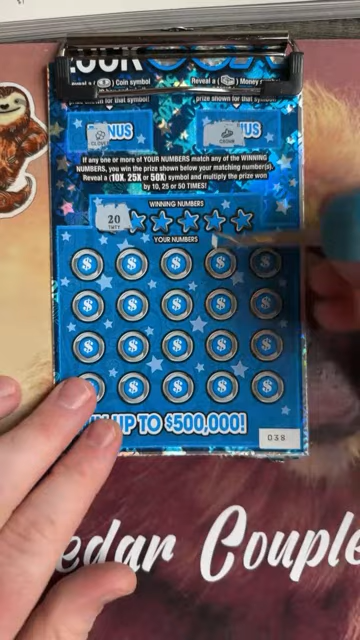 Coin symbol
Reveal a
Money
prize shown for that symbol!
prize shown for that symbol!
If any one or more of YOUR NUMBERS match any of the WINNING
NUMBERS, you win the prize shown below your matching number(s).
Reveal a (10X, 25X or 50X) symbol and multiply the prize won
by 10, 25 or 50 TIMES!
WINNING NUMBERS
20
TWTY
YOUR NUMBERS
UP TO $500,000!
038
edar Couple